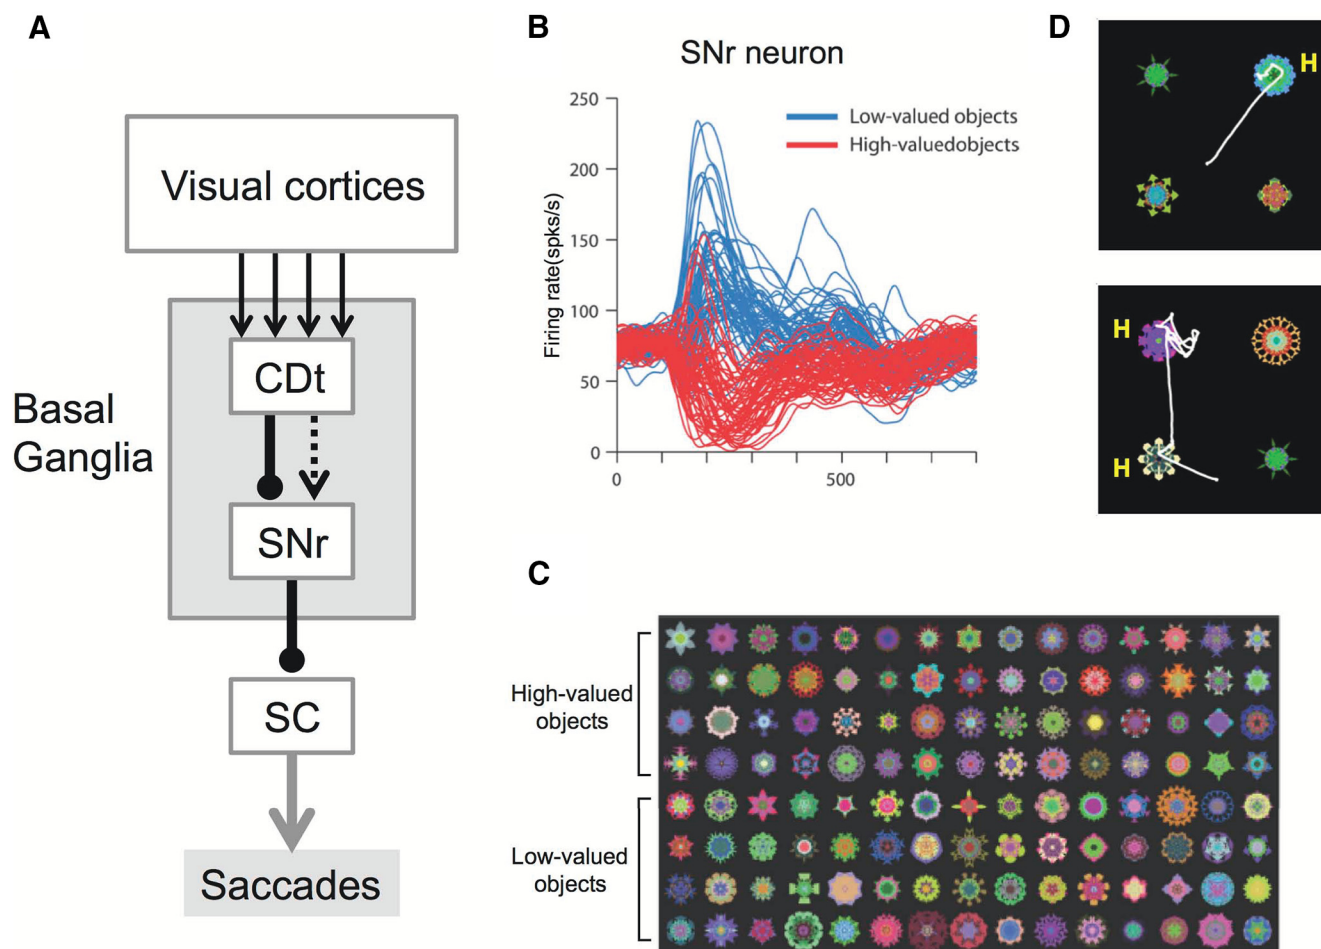 A
Visual cortices
CDt
Basal
Ganglia
SNr
SC
Saccades
B
SNr neuron
Low-valued objects
High-valuedobjects
Firing rate(spks/s)
250
200
150
100
50
0
0
500
D
H
H
H
C
High-valued
objects
Low-valued
objects